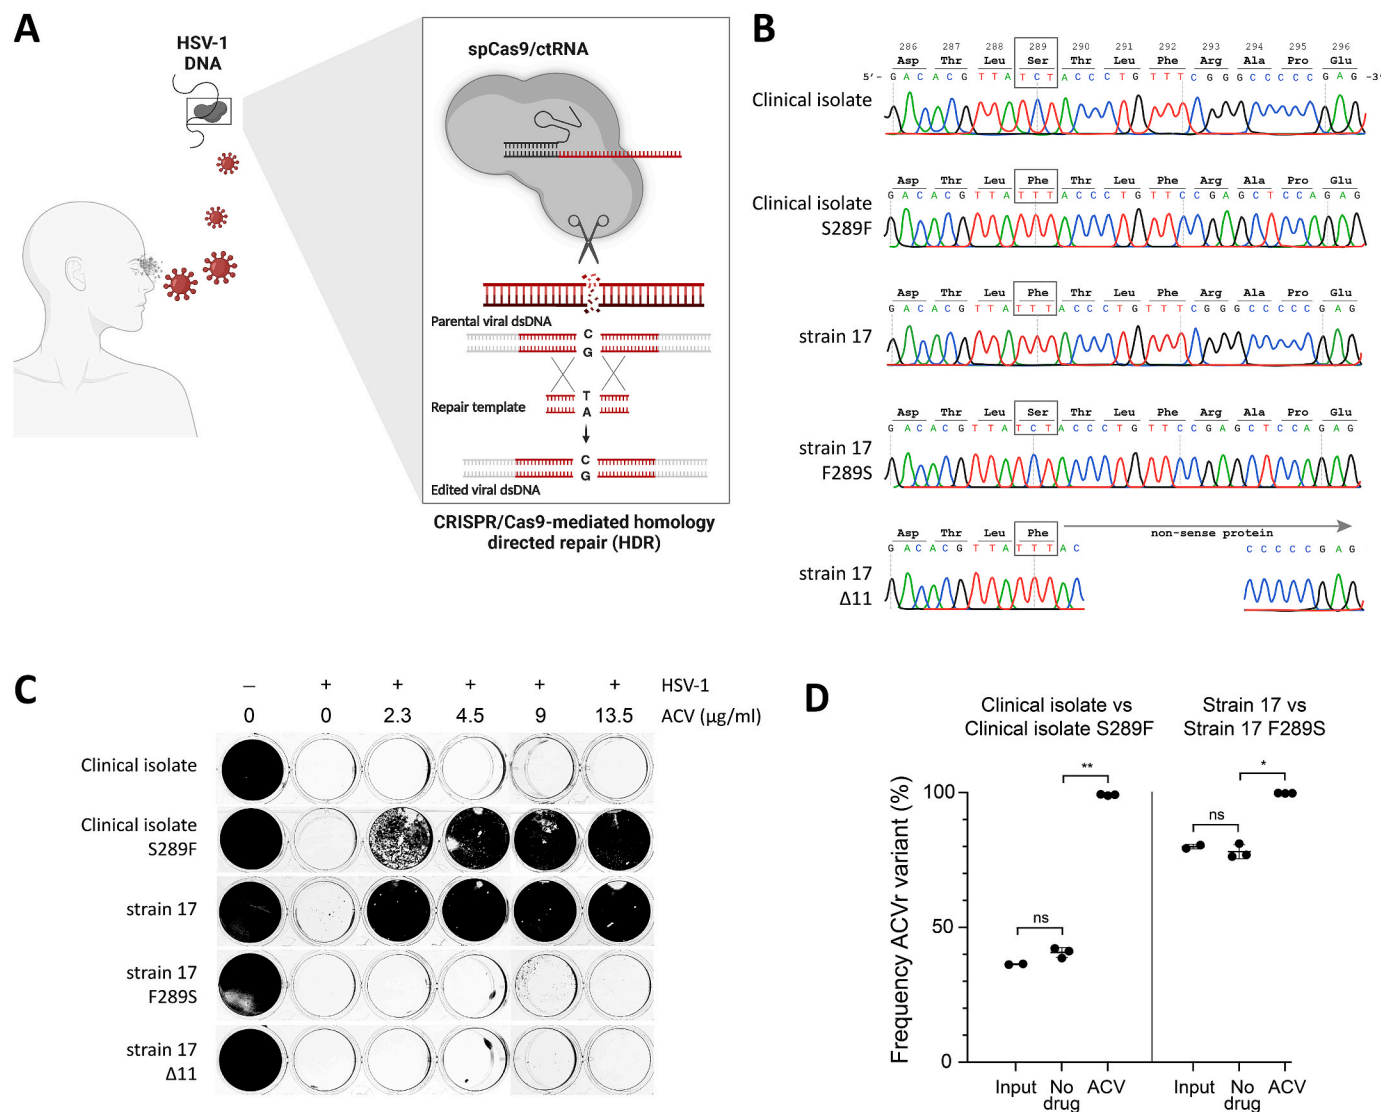 A
HSV-1
DNA
spCas9/ctRNA
Parental viral dsDNA
C
G
Repair template
T
A
C
G
Edited viral dsDNA
CRISPR/Cas9-mediated homology
directed repair (HDR)
B
286 287 288 289 290 291 292 293 294 295 296
Asp Thr Leu Ser Thr Leu Phe Arg Ala Pro Glu
5′- G A C A C G T T A T C T A C C C T G T T T C G G G C C C C C G A G -3′
Clinical isolate
Asp Thr Leu Phe Thr Leu Phe Arg Ala Pro Glu
G A C A C G T T A T T T A C C C T G T T C C G A G C T C C A G A G
Clinical isolate
S289F
Asp Thr Leu Phe Thr Leu Phe Arg Ala Pro Glu
G A C A C G T T A T T T A C C C T G T T T C G G G C C C C C G A G
strain 17
Asp Thr Leu Ser Thr Leu Phe Arg Ala Pro Glu
G A C A C G T T A T C T A C C C T G T T C C G A G C T C C A G A G
strain 17
F289S
Asp Thr Leu Phe non-sense protein
G A C A C G T T A T T T A C C C C C C G A G
strain 17
Δ11
C
– + + + + + HSV-1
0 0 2.3 4.5 9 13.5 ACV (µg/ml)
Clinical isolate
Clinical isolate
S289F
strain 17
strain 17
F289S
strain 17
Δ11
D
Clinical isolate vs
Clinical isolate S289F
Strain 17 vs
Strain 17 F289S
Frequency ACVr variant (%)
100
50
0
ns
**
ns
*
Input No drug ACV Input No drug ACV